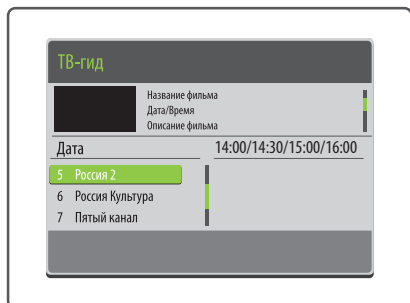 ТВ-гид
Название фильма
Дата/Время
Описание фильма
Дата 14:00/14:30/15:00/16:00
5 Россия 2
6 Россия Культура
7 Пятый канал